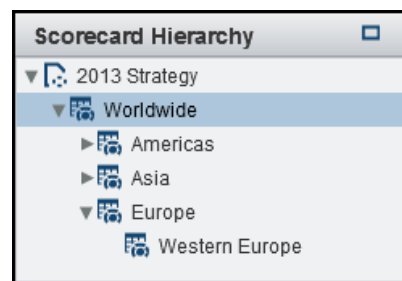 Scorecard Hierarchy
2013 Strategy
Worldwide
Americas
Asia
Europe
Western Europe